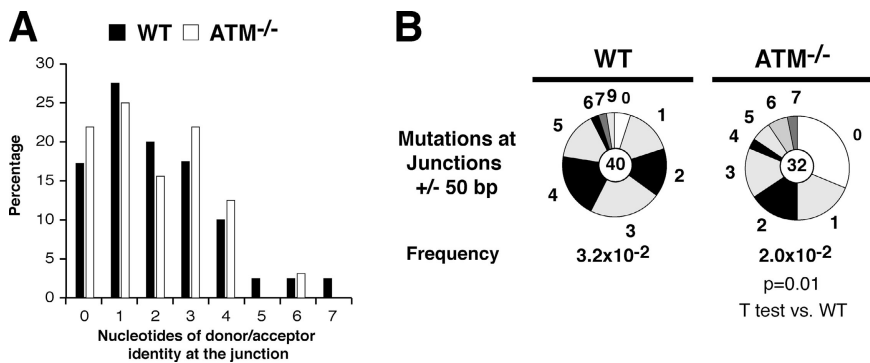 A
WT ATM-/-
30
25
20
15
10
5
0
Percentage
0 1 2 3 4 5 6 7
Nucleotides of donor/acceptor
identity at the junction
B
WT
ATM-/-
Mutations at
Junctions
+/- 50 bp
0
1
2
3
4
5
6
7
9
40
0
1
2
3
4
5
6
7
32
Frequency
3.2x10-2
2.0x10-2
p=0.01
T test vs. WT